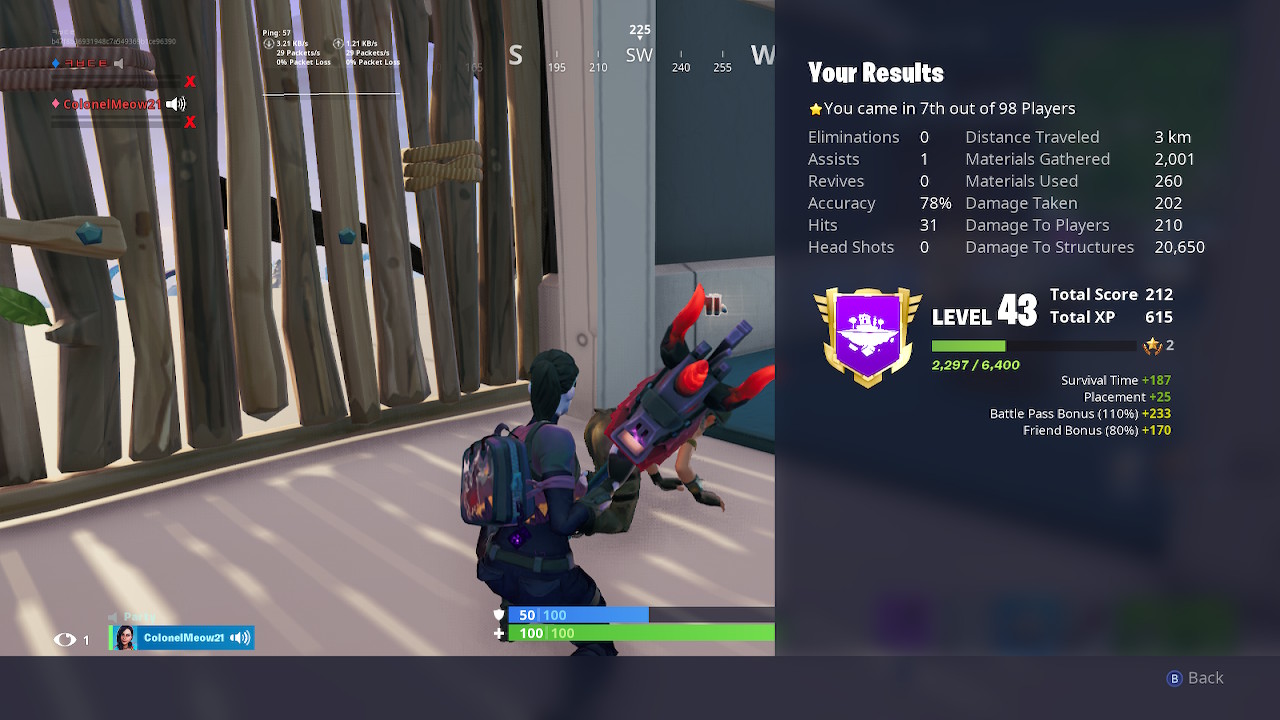 Ping: 57
3.21 KB/s 1.21 KB/s
29 Packets/s 29 Packets/s
0% Packet Loss 0% Packet Loss
ColonelMeow21
X
X
225
S SW W
165 195 210 240 255
Your Results
You came in 7th out of 98 Players
Eliminations 0 Distance Traveled 3 km
Assists 1 Materials Gathered 2,001
Revives 0 Materials Used 260
Accuracy 78% Damage Taken 202
Hits 31 Damage To Players 210
Head Shots 0 Damage To Structures 20,650
LEVEL 43
Total Score 212
Total XP 615
2
2,297 / 6,400
Survival Time +187
Placement +25
Battle Pass Bonus (110%) +233
Friend Bonus (80%) +170
50 | 100
100 | 100
Party
1
ColonelMeow21
B Back